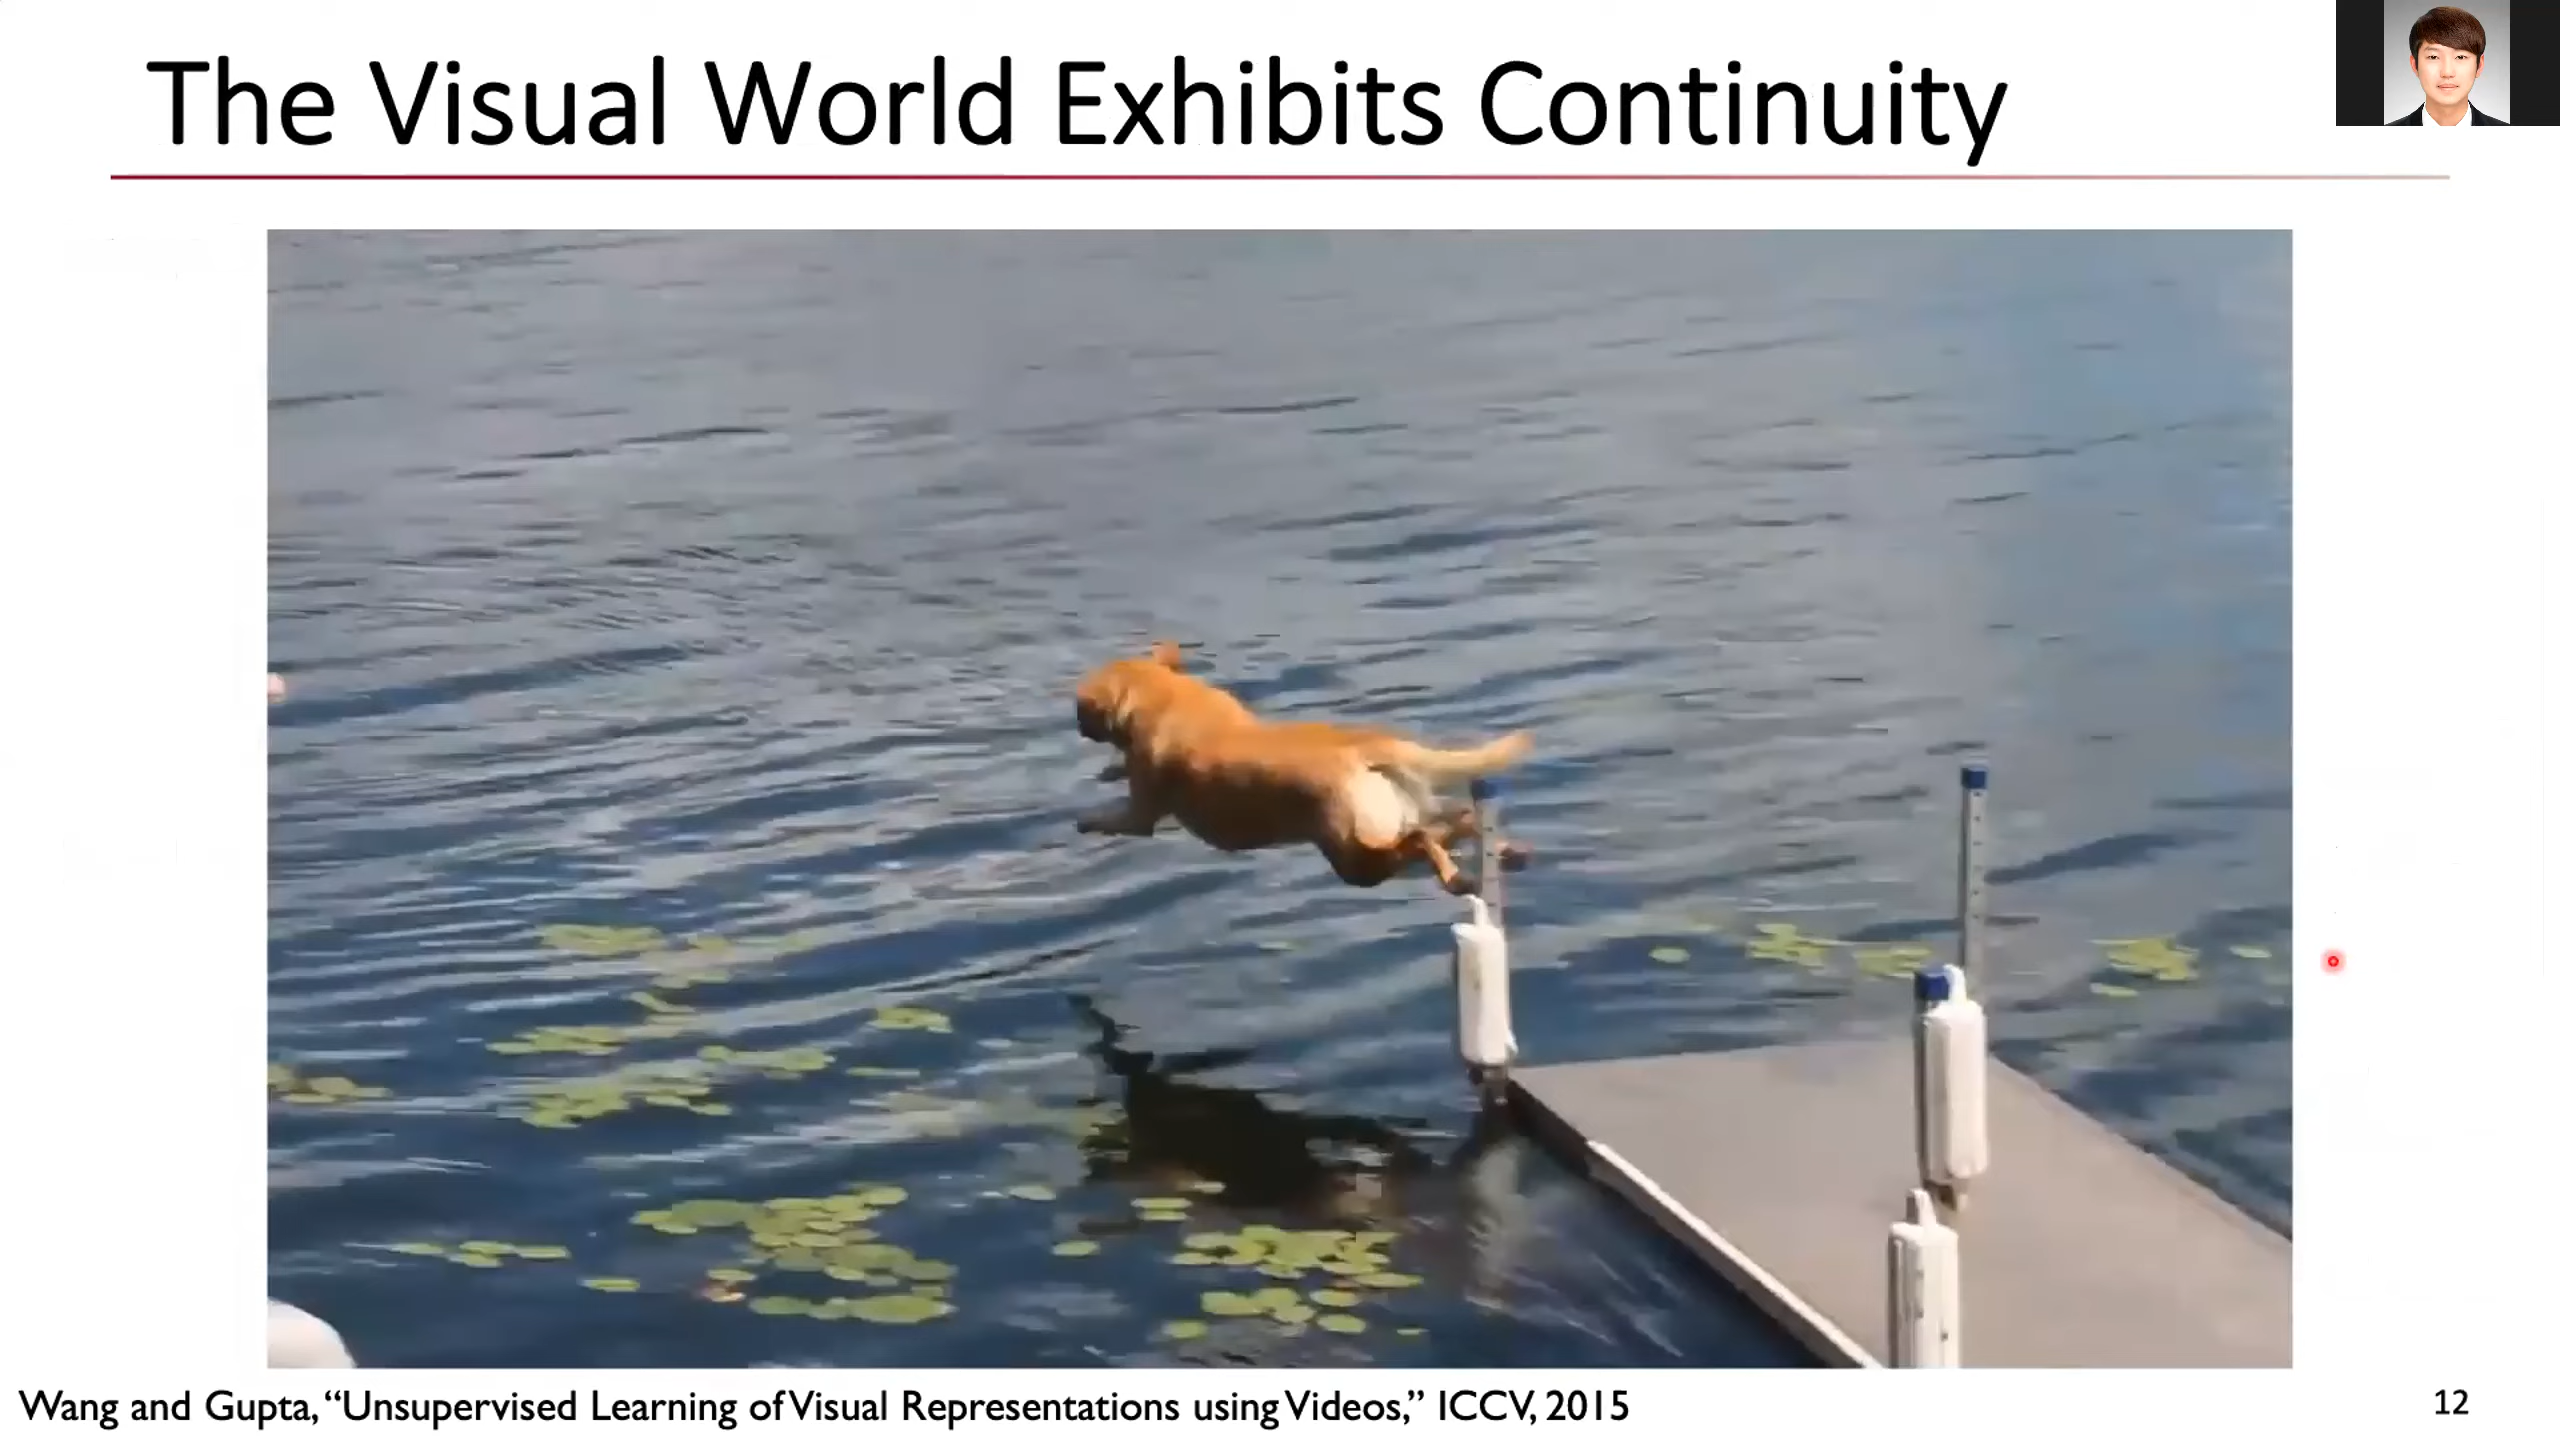 The Visual World Exhibits Continuity
Wang and Gupta, “Unsupervised Learning of Visual Representations using Videos,” ICCV, 2015
12